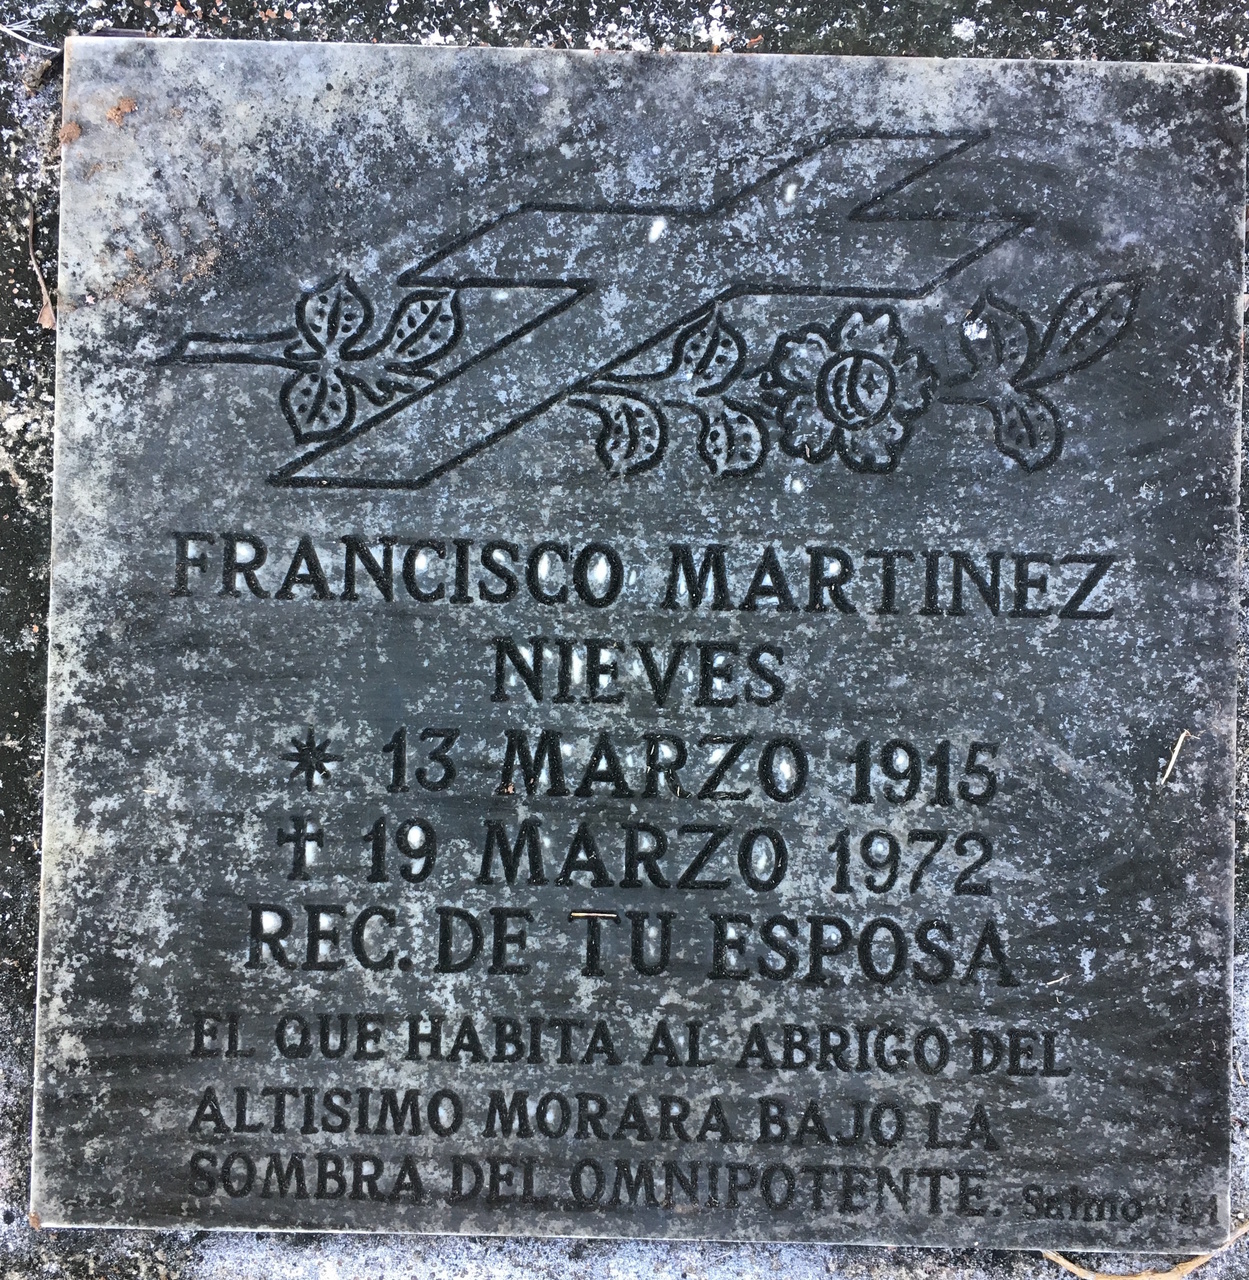 FRANCISCO MARTINEZ
NIEVES
* 13 MARZO 1915
✝ 19 MARZO 1972
REC. DE TU ESPOSA
EL QUE HABITA AL ABRIGO DEL
ALTISIMO MORARA BAJO LA
SOMBRA DEL OMNIPOTENTE. Salmo